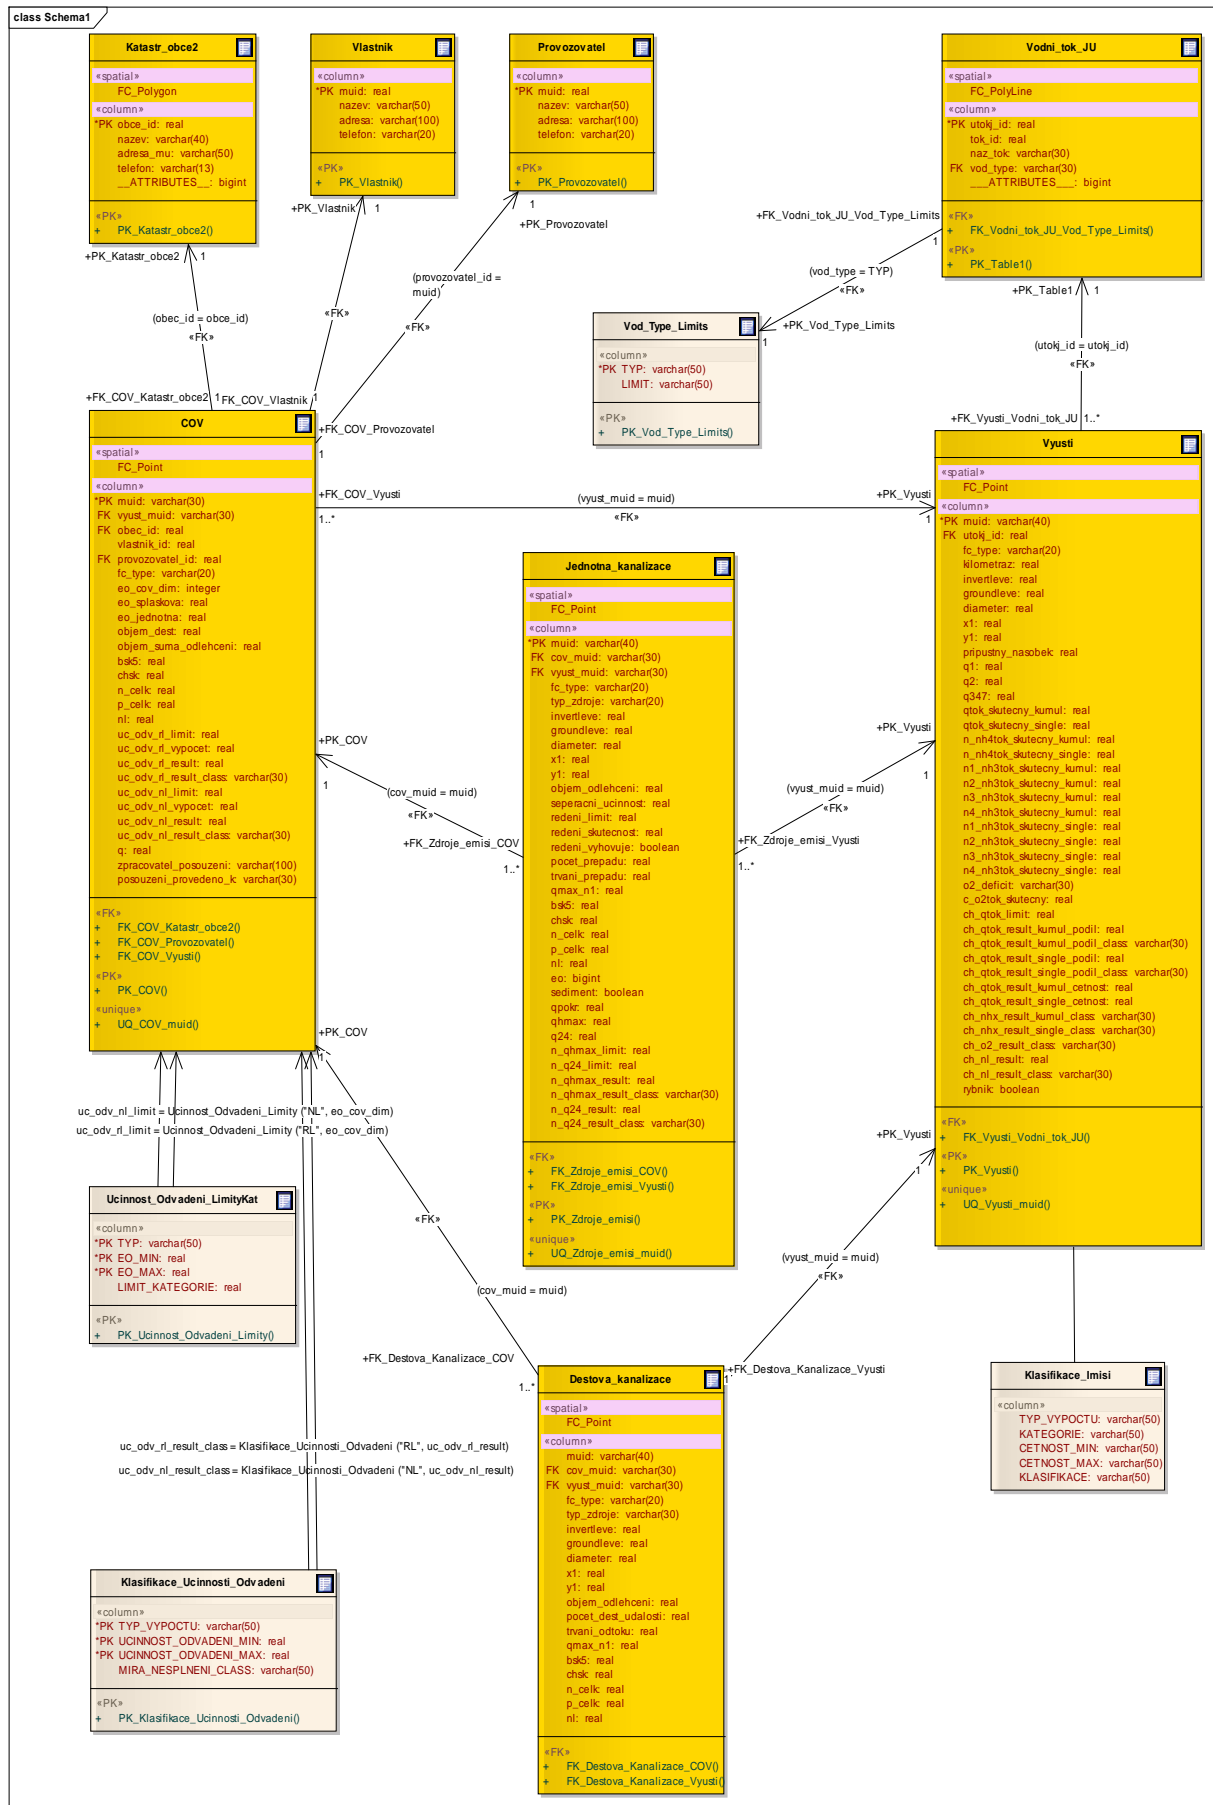 class Schema1
Katastr_obce2
«spatial»
FC_Polygon
«column»
*PK obce_id: real
nazev: varchar(40)
adresa_mu: varchar(50)
telefon: varchar(13)
__ATTRIBUTES__: bigint
«PK»
+ PK_Katastr_obce2()
Vlastnik
«column»
*PK muid: real
nazev: varchar(50)
adresa: varchar(100)
telefon: varchar(20)
«PK»
+ PK_Vlastnik()
Provozovatel
«column»
*PK muid: real
nazev: varchar(50)
adresa: varchar(100)
telefon: varchar(20)
«PK»
+ PK_Provozovatel()
Vodni_tok_JU
«spatial»
FC_PolyLine
«column»
*PK utokj_id: real
tok_id: real
naz_tok: varchar(30)
FK vod_type: varchar(30)
___ATTRIBUTES___: bigint
«FK»
+ FK_Vodni_tok_JU_Vod_Type_Limits()
«PK»
+ PK_Table1()
+PK_Katastr_obce2 1
(obec_id = obce_id)
«FK»
+FK_COV_Katastr_obce2 1
+PK_Vlastnik 1
«FK»
FK_COV_Vlastnik 1
1
+PK_Provozovatel
(provozovatel_id =
muid)
«FK»
+FK_COV_Provozovatel
1
+FK_Vodni_tok_JU_Vod_Type_Limits
1
(vod_type = TYP)
«FK»
+PK_Vod_Type_Limits
1
+PK_Table1 1
(utokj_id = utokj_id)
«FK»
+FK_Vyusti_Vodni_tok_JU 1..*
Vod_Type_Limits
«column»
*PK TYP: varchar(50)
LIMIT: varchar(50)
«PK»
+ PK_Vod_Type_Limits()
COV
«spatial»
FC_Point
«column»
*PK muid: varchar(30)
FK vyust_muid: varchar(30)
FK obec_id: real
vlastnik_id: real
FK provozovatel_id: real
fc_type: varchar(20)
eo_cov_dim: integer
eo_splaskova: real
eo_jednotna: real
objem_dest: real
objem_suma_odlehceni: real
bsk5: real
chsk: real
n_celk: real
p_celk: real
nl: real
uc_odv_rl_limit: real
uc_odv_rl_vypocet: real
uc_odv_rl_result: real
uc_odv_rl_result_class: varchar(30)
uc_odv_nl_limit: real
uc_odv_nl_vypocet: real
uc_odv_nl_result: real
uc_odv_nl_result_class: varchar(30)
q: real
zpracovatel_posouzeni: varchar(100)
posouzeni_provedeno_k: varchar(30)
«FK»
+ FK_COV_Katastr_obce2()
+ FK_COV_Provozovatel()
+ FK_COV_Vyusti()
«PK»
+ PK_COV()
«unique»
+ UQ_COV_muid()
+FK_COV_Vyusti
1..*
(vyust_muid = muid)
«FK»
+PK_Vyusti
1
Jednotna_kanalizace
«spatial»
FC_Point
«column»
*PK muid: varchar(40)
FK cov_muid: varchar(30)
FK vyust_muid: varchar(30)
fc_type: varchar(20)
typ_zdroje: varchar(20)
invertleve: real
groundleve: real
diameter: real
x1: real
y1: real
objem_odlehceni: real
seperacni_ucinnost: real
redeni_limit: real
redeni_skutecnost: real
redeni_vyhovuje: boolean
pocet_prepadu: real
trvani_prepadu: real
qmax_n1: real
bsk5: real
chsk: real
n_celk: real
p_celk: real
nl: real
eo: bigint
sediment: boolean
qpokr: real
qhmax: real
q24: real
n_qhmax_limit: real
n_q24_limit: real
n_qhmax_result: real
n_qhmax_result_class: varchar(30)
n_q24_result: real
n_q24_result_class: varchar(30)
«FK»
+ FK_Zdroje_emisi_COV()
+ FK_Zdroje_emisi_Vyusti()
«PK»
+ PK_Zdroje_emisi()
«unique»
+ UQ_Zdroje_emisi_muid()
Vyusti
«spatial»
FC_Point
«column»
*PK muid: varchar(40)
FK utokj_id: real
fc_type: varchar(20)
kilometraz: real
invertleve: real
groundleve: real
diameter: real
x1: real
y1: real
pripustny_nasobek: real
q1: real
q2: real
q347: real
qtok_skutecny_kumul: real
qtok_skutecny_single: real
n_nh4tok_skutecny_kumul: real
n_nh4tok_skutecny_single: real
n1_nh3tok_skutecny_kumul: real
n2_nh3tok_skutecny_kumul: real
n3_nh3tok_skutecny_kumul: real
n4_nh3tok_skutecny_kumul: real
n1_nh3tok_skutecny_single: real
n2_nh3tok_skutecny_single: real
n3_nh3tok_skutecny_single: real
n4_nh3tok_skutecny_single: real
o2_deficit: varchar(30)
c_o2tok_skutecny: real
ch_qtok_limit: real
ch_qtok_result_kumul_podil: real
ch_qtok_result_kumul_podil_class: varchar(30)
ch_qtok_result_single_podil: real
ch_qtok_result_single_podil_class: varchar(30)
ch_qtok_result_kumul_cetnost: real
ch_qtok_result_single_cetnost: real
ch_nhx_result_kumul_class: varchar(30)
ch_nhx_result_single_class: varchar(30)
ch_o2_result_class: varchar(30)
ch_nl_result: real
ch_nl_result_class: varchar(30)
rybnik: boolean
«FK»
+ FK_Vyusti_Vodni_tok_JU()
«PK»
+ PK_Vyusti()
«unique»
+ UQ_Vyusti_muid()
+PK_COV
1
(cov_muid = muid)
«FK»
+FK_Zdroje_emisi_COV
1..*
+PK_Vyusti
1
(vyust_muid = muid)
«FK»
+FK_Zdroje_emisi_Vyusti
1..*
+PK_COV
1
«FK»
(cov_muid = muid)
+FK_Destova_Kanalizace_COV
1..*
+PK_Vyusti
1
(vyust_muid = muid)
«FK»
+FK_Destova_Kanalizace_Vyusti
1
uc_odv_nl_limit = Ucinnost_Odvadeni_Limity ("NL", eo_cov_dim)
uc_odv_rl_limit = Ucinnost_Odvadeni_Limity ("RL", eo_cov_dim)
Ucinnost_Odvadeni_LimityKat
«column»
*PK TYP: varchar(50)
*PK EO_MIN: real
*PK EO_MAX: real
LIMIT_KATEGORIE: real
«PK»
+ PK_Ucinnost_Odvadeni_Limity()
uc_odv_rl_result_class = Klasifikace_Ucinnosti_Odvadeni ("RL", uc_odv_rl_result)
uc_odv_nl_result_class = Klasifikace_Ucinnosti_Odvadeni ("NL", uc_odv_nl_result)
Destova_kanalizace
«spatial»
FC_Point
«column»
muid: varchar(40)
FK cov_muid: varchar(30)
FK vyust_muid: varchar(30)
fc_type: varchar(20)
typ_zdroje: varchar(30)
invertleve: real
groundleve: real
diameter: real
x1: real
y1: real
objem_odlehceni: real
pocet_dest_udalosti: real
trvani_odtoku: real
qmax_n1: real
bsk5: real
chsk: real
n_celk: real
p_celk: real
nl: real
«FK»
+ FK_Destova_Kanalizace_COV()
+ FK_Destova_Kanalizace_Vyusti()
Klasifikace_Imisi
«column»
TYP_VYPOCTU: varchar(50)
KATEGORIE: varchar(50)
CETNOST_MIN: varchar(50)
CETNOST_MAX: varchar(50)
KLASIFIKACE: varchar(50)
Klasifikace_Ucinnosti_Odvadeni
«column»
*PK TYP_VYPOCTU: varchar(50)
*PK UCINNOST_ODVADENI_MIN: real
*PK UCINNOST_ODVADENI_MAX: real
MIRA_NESPLNENI_CLASS: varchar(50)
«PK»
+ PK_Klasifikace_Ucinnosti_Odvadeni()